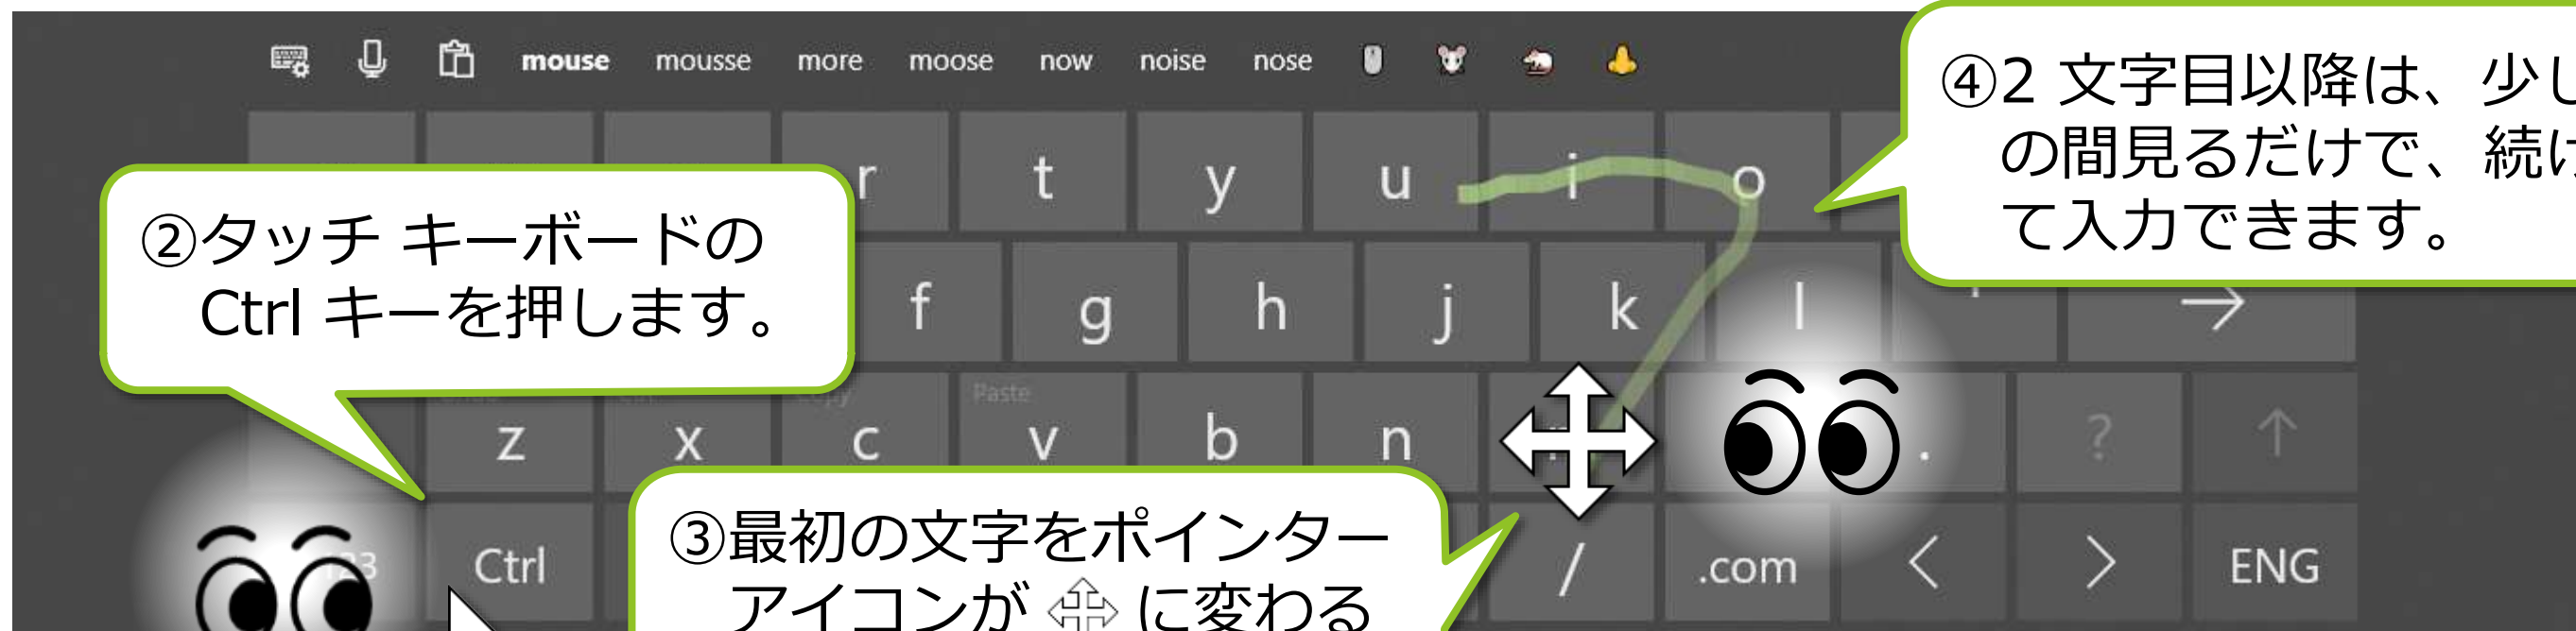 mouse mousse more moose now noise nose
④2 文字目以降は、少し
の間見るだけで、続け
て入力できます。
r t y u i o
②タッチ キーボードの
Ctrl キーを押します。
f g h j k l
Copy Paste
z x c v b n . ?
③最初の文字をポインター
アイコンが に変わる
123 Ctrl / .com < > ENG